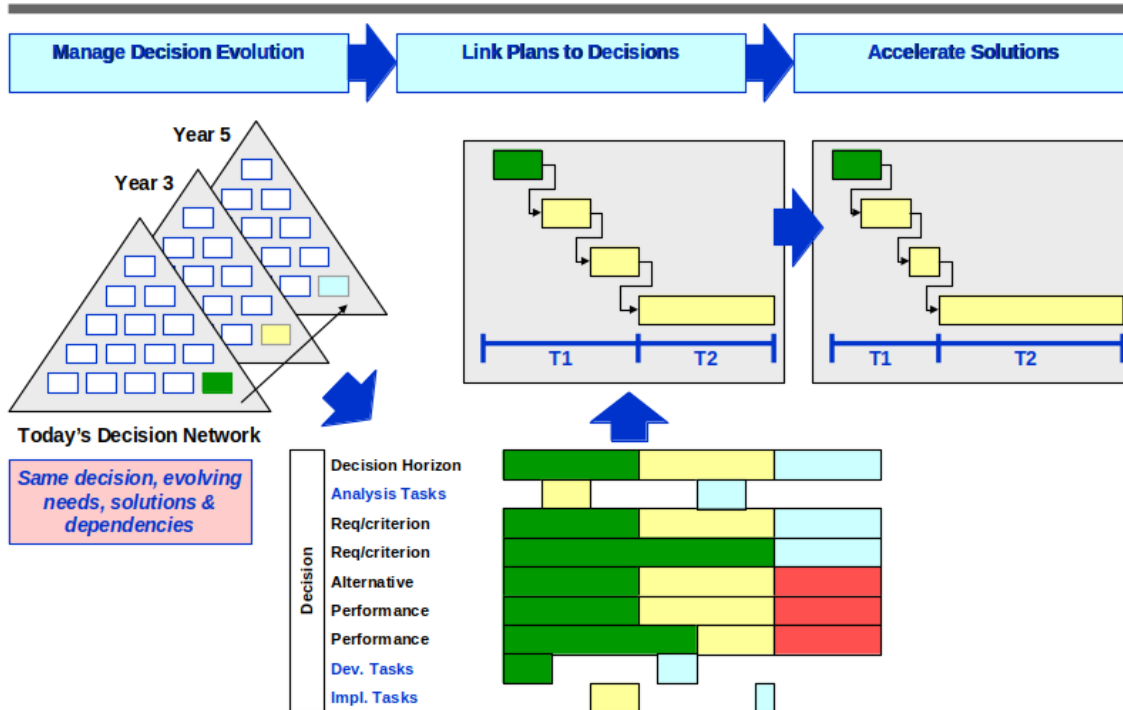 Manage Decision Evolution
Link Plans to Decisions
Accelerate Solutions
Year 5
Year 3
Today's Decision Network
Same decision, evolving
needs, solutions &
dependencies
T1
T2
T1
T2
Decision
Decision Horizon
Analysis Tasks
Req/criterion
Req/criterion
Alternative
Performance
Performance
Dev. Tasks
Impl. Tasks